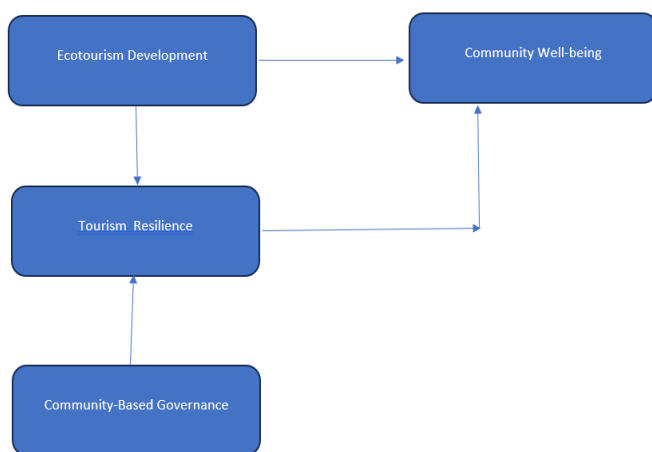 Ecotourism Development
Community Well-being
Tourism  Resilience
Community-Based Governance